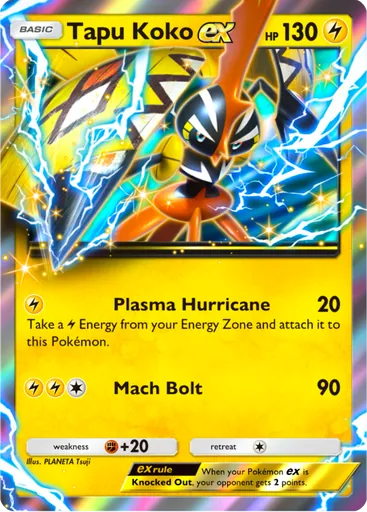 BASIC Tapu Koko ex HP 130
Plasma Hurricane 20
Take a Energy from your Energy Zone and attach it to
this Pokémon.
Mach Bolt 90
weakness +20 retreat
Illus. PLANETA Tsuji
ex rule When your Pokémon ex is
Knocked Out, your opponent gets 2 points.